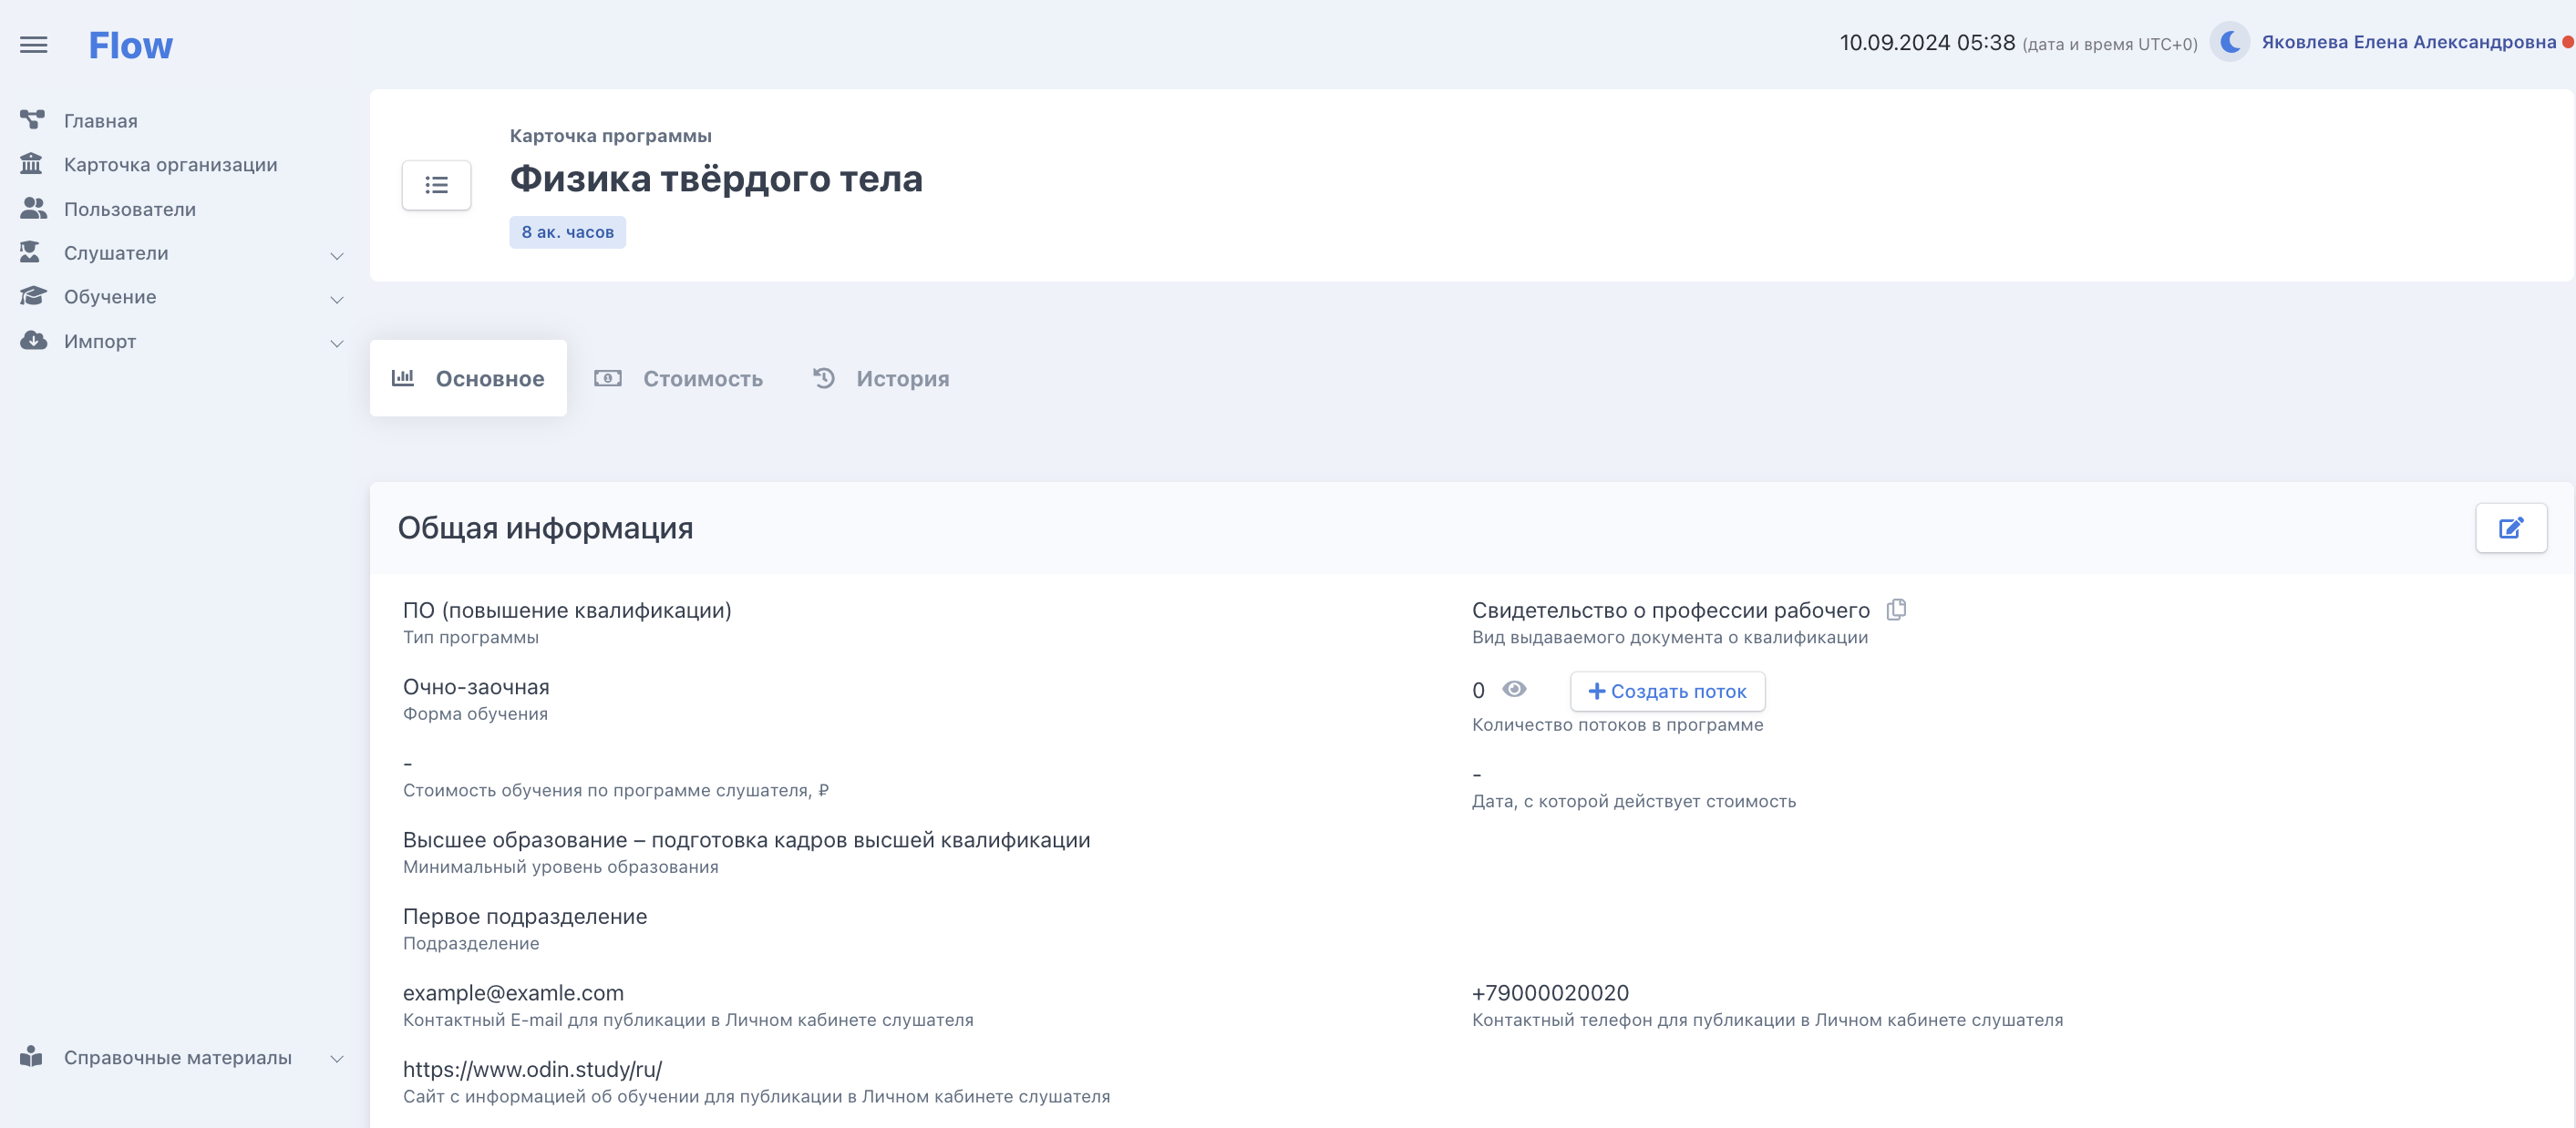 Flow
10.09.2024 05:38 (дата и время UTC+0)
Яковлева Елена Александровна
Главная
Карточка организации
Пользователи
Слушатели
Обучение
Импорт
Справочные материалы
Карточка программы
Физика твёрдого тела
8 ак. часов
Основное
Стоимость
История
Общая информация
ПО (повышение квалификации)
Тип программы
Свидетельство о профессии рабочего
Вид выдаваемого документа о квалификации
Очно-заочная
Форма обучения
0
Создать поток
Количество потоков в программе
-
Стоимость обучения по программе слушателя, ₽
-
Дата, с которой действует стоимость
Высшее образование – подготовка кадров высшей квалификации
Минимальный уровень образования
Первое подразделение
Подразделение
example@examle.com
Контактный E-mail для публикации в Личном кабинете слушателя
+79000020020
Контактный телефон для публикации в Личном кабинете слушателя
https://www.odin.study/ru/
Сайт с информацией об обучении для публикации в Личном кабинете слушателя